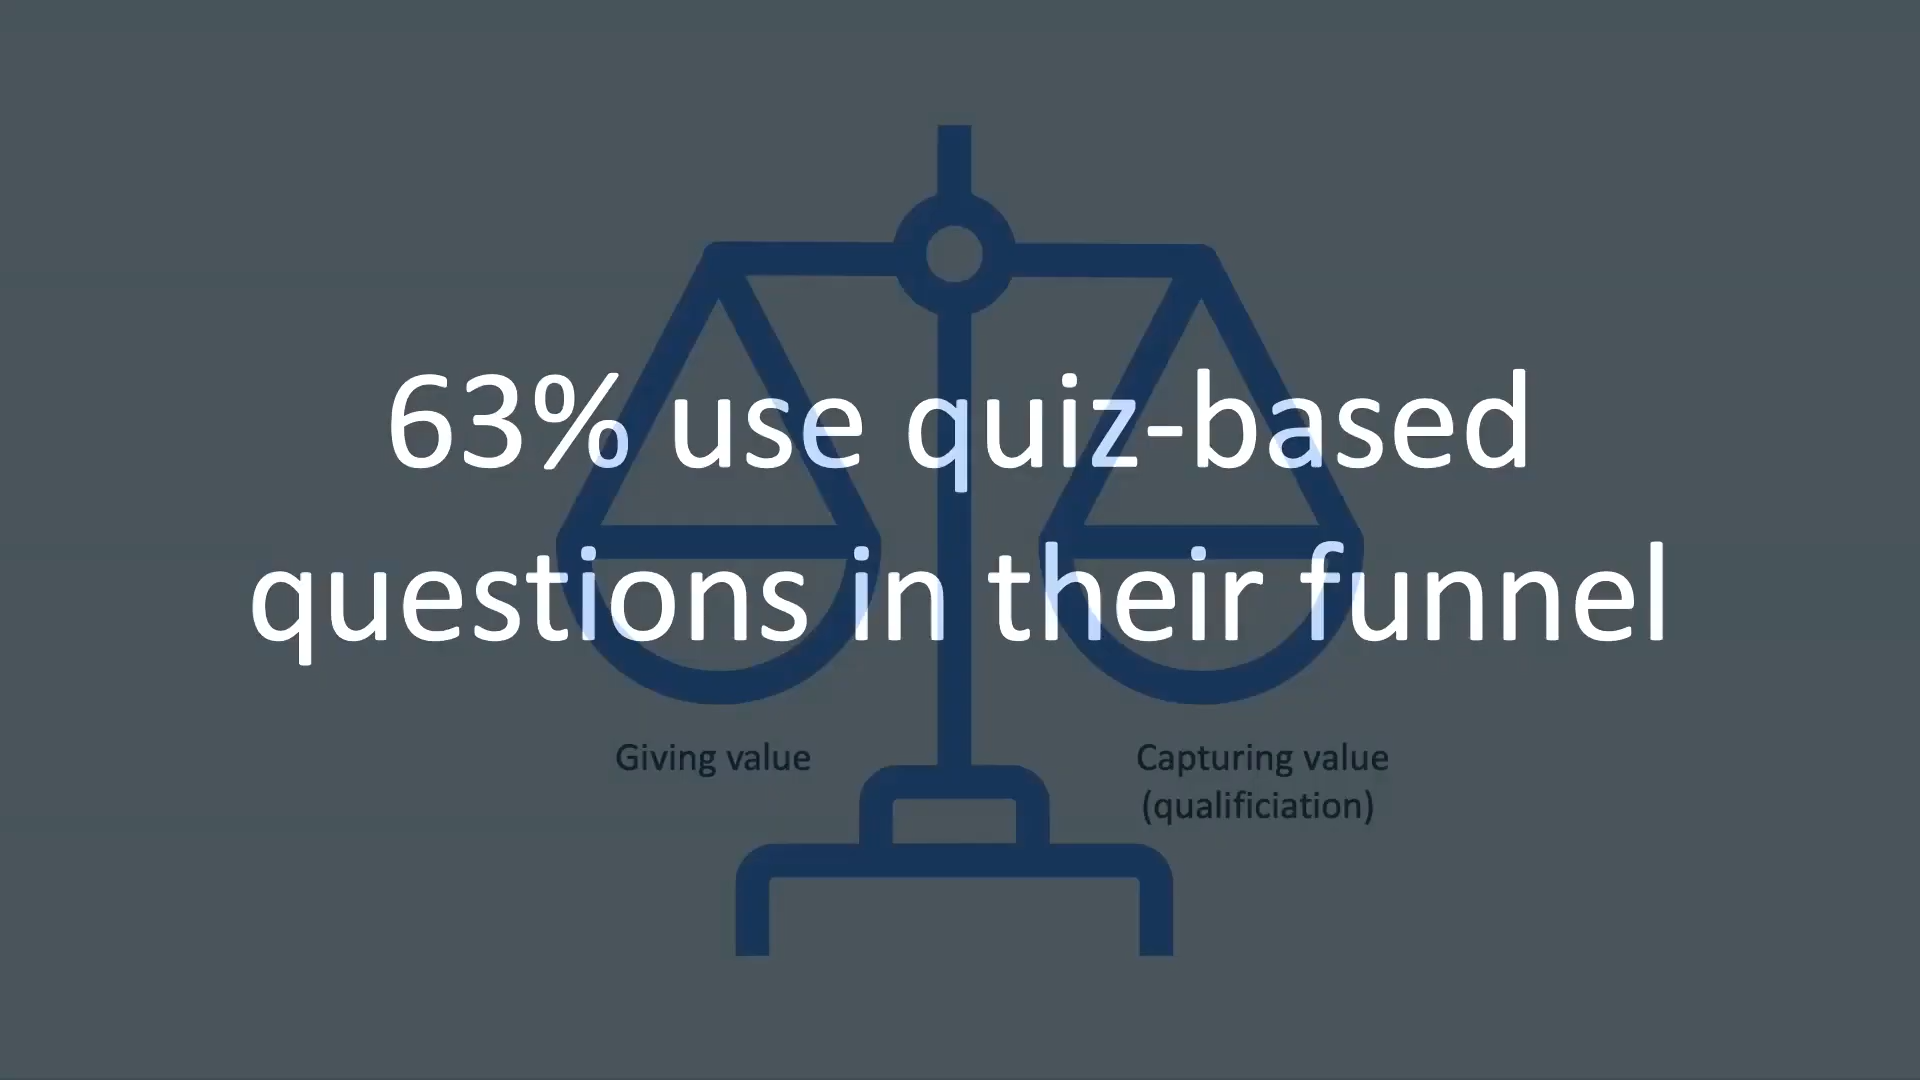 63% use quiz-based
questions in their funnel
Giving value
Capturing value
(qualificiation)